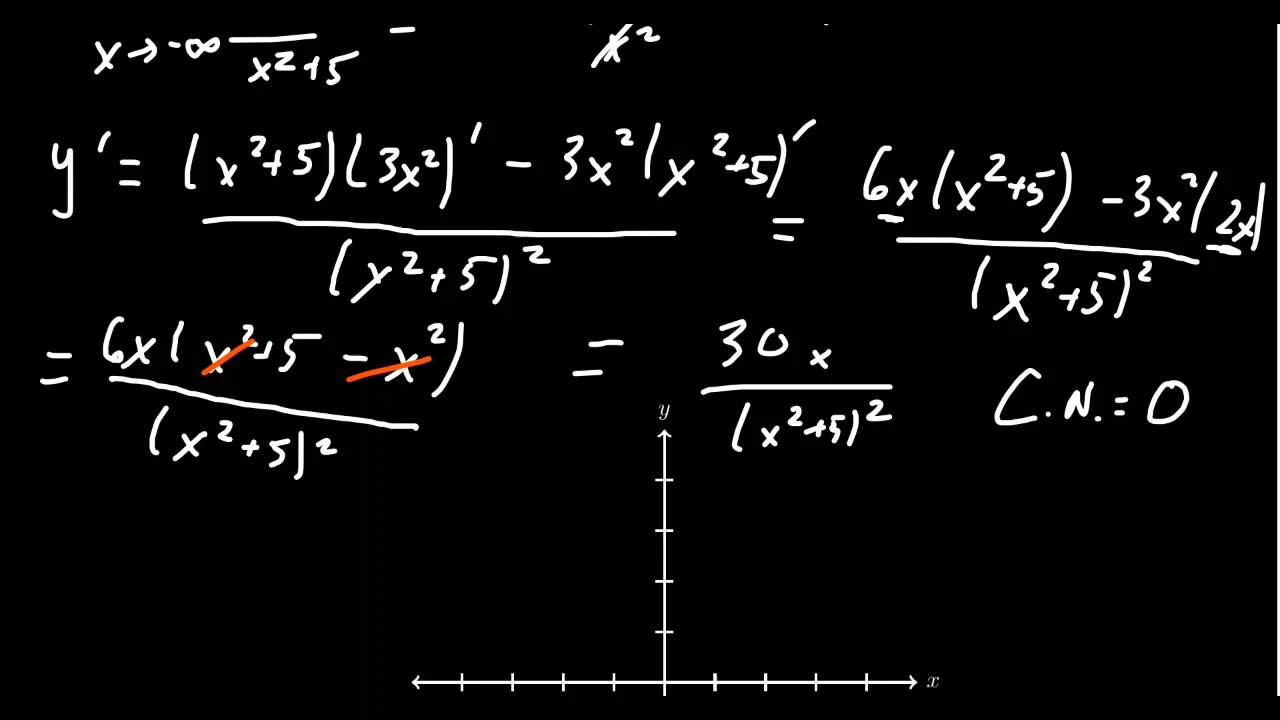 x→-∞ / x²+5 – x²
y' = (x²+5)(3x²)' - 3x²(x²+5)' / (x²+5)² = 6x(x²+5) - 3x²(2x) / (x²+5)²
= 6x(x²+5 - x²) / (x²+5)² = 30x / (x²+5)² C.N. = 0
y
x